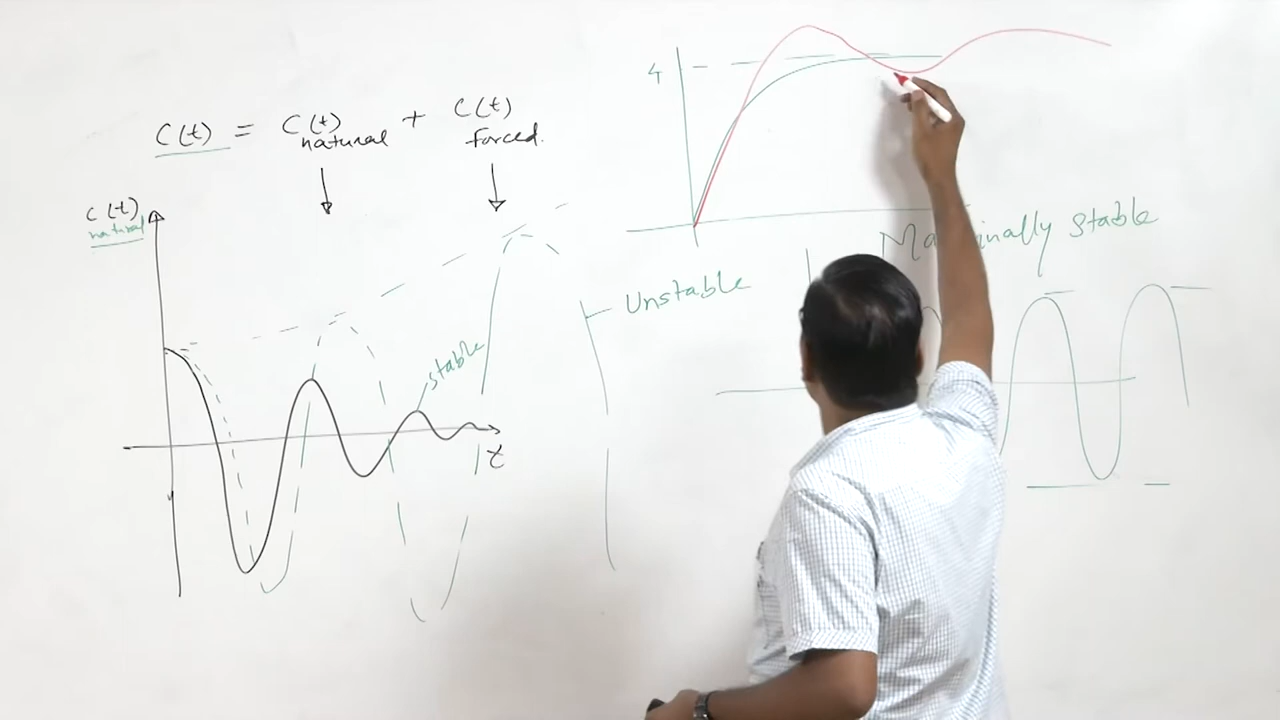 C(t) = C(t) natural + C(t) forced.
C(t)
natural
stable
t
4
Unstable
Marginally stable